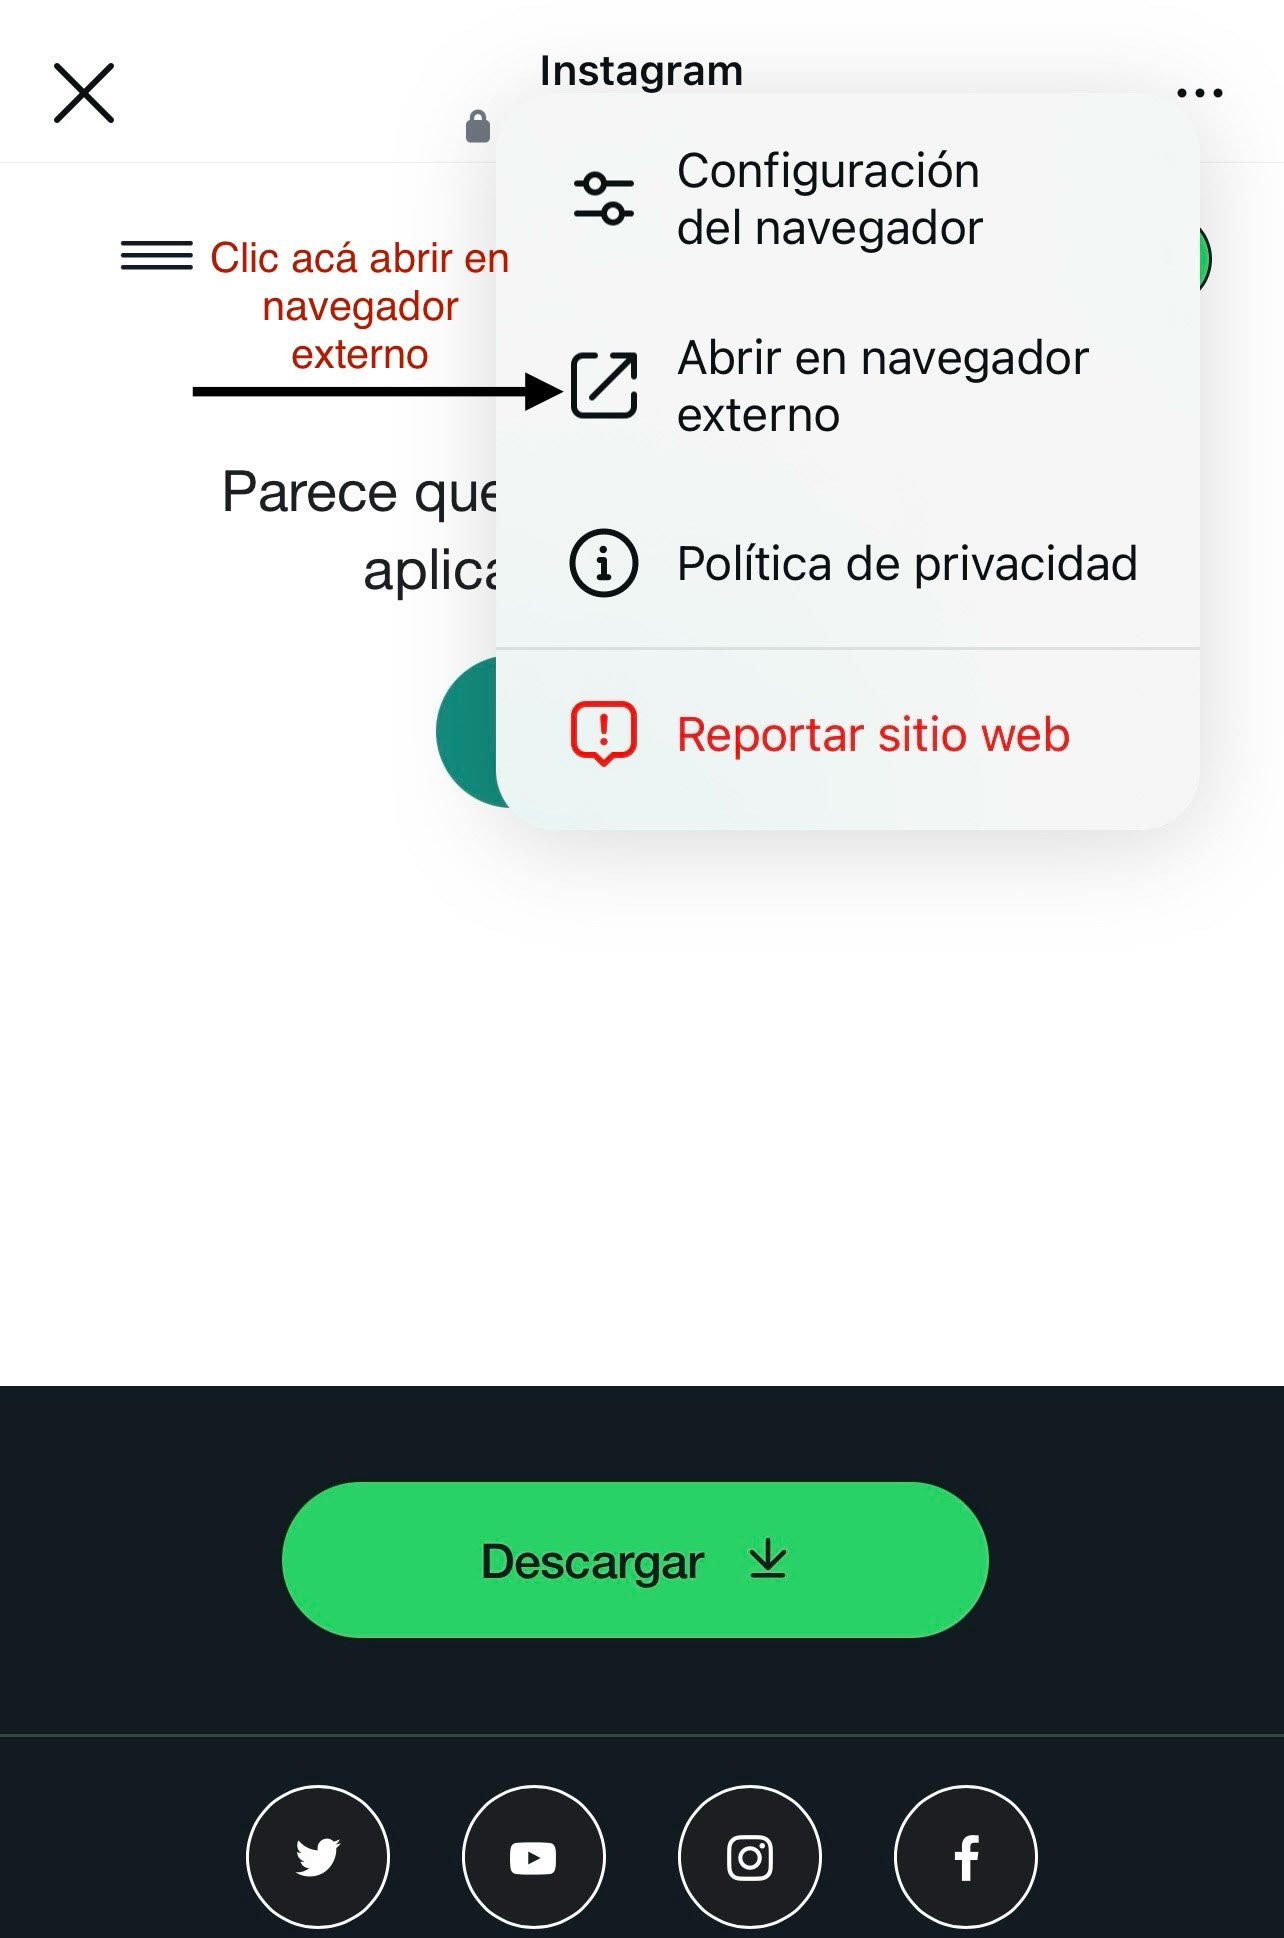 Instagram
Configuración
del navegador
Clic acá abrir en
navegador
externo
Abrir en navegador
externo
Parece que
aplica
Política de privacidad
Reportar sitio web
Descargar